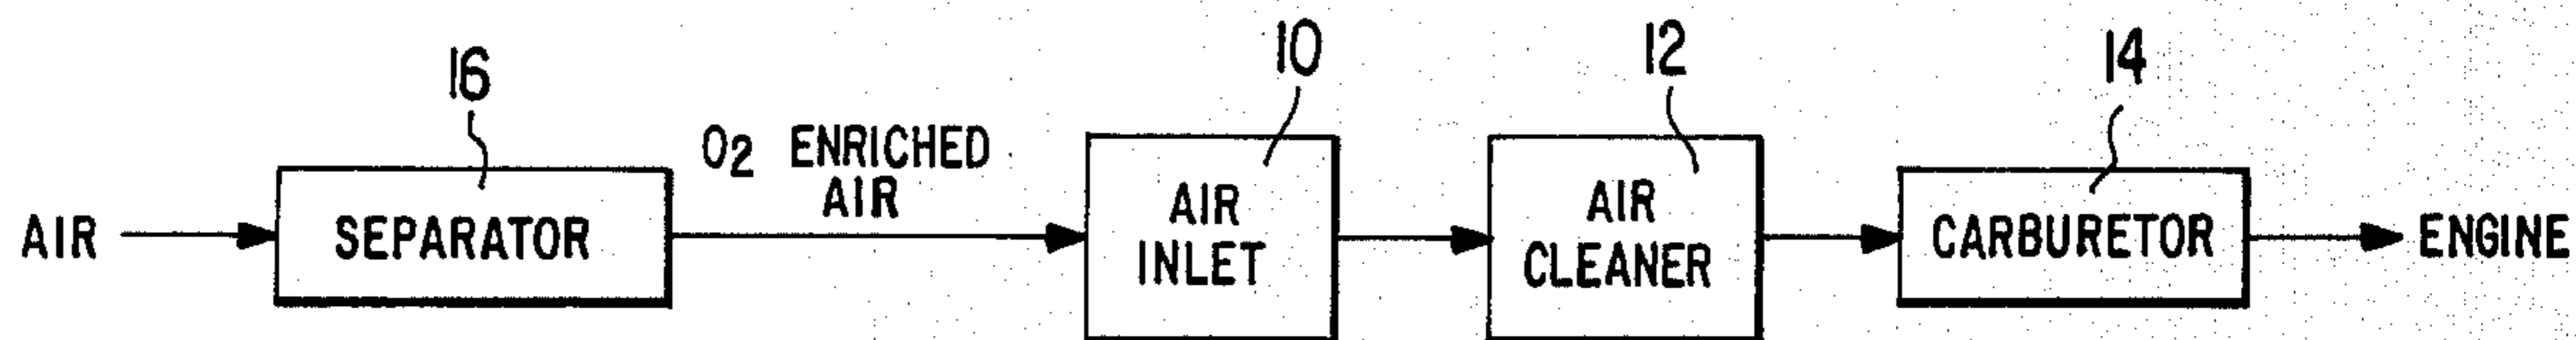 16
10
12
14
O2 ENRICHED
AIR
AIR
SEPARATOR
AIR
INLET
AIR
CLEANER
CARBURETOR
ENGINE